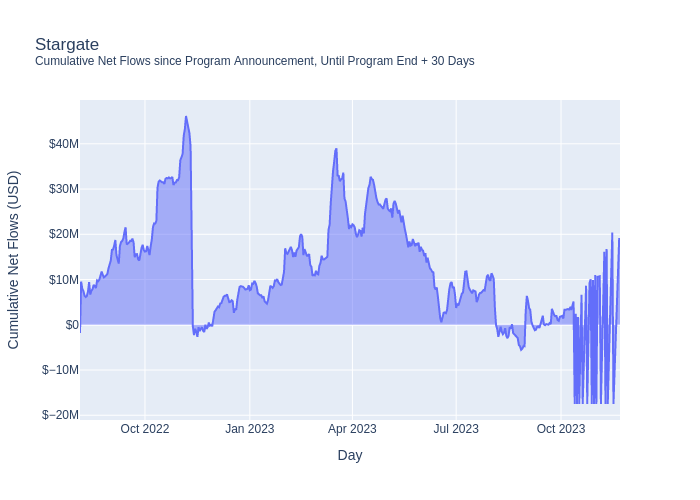 Stargate
Cumulative Net Flows since Program Announcement, Until Program End + 30 Days
Cumulative Net Flows (USD)
$40M
$30M
$20M
$10M
$0
$−10M
$−20M
Oct 2022
Jan 2023
Apr 2023
Jul 2023
Oct 2023
Day